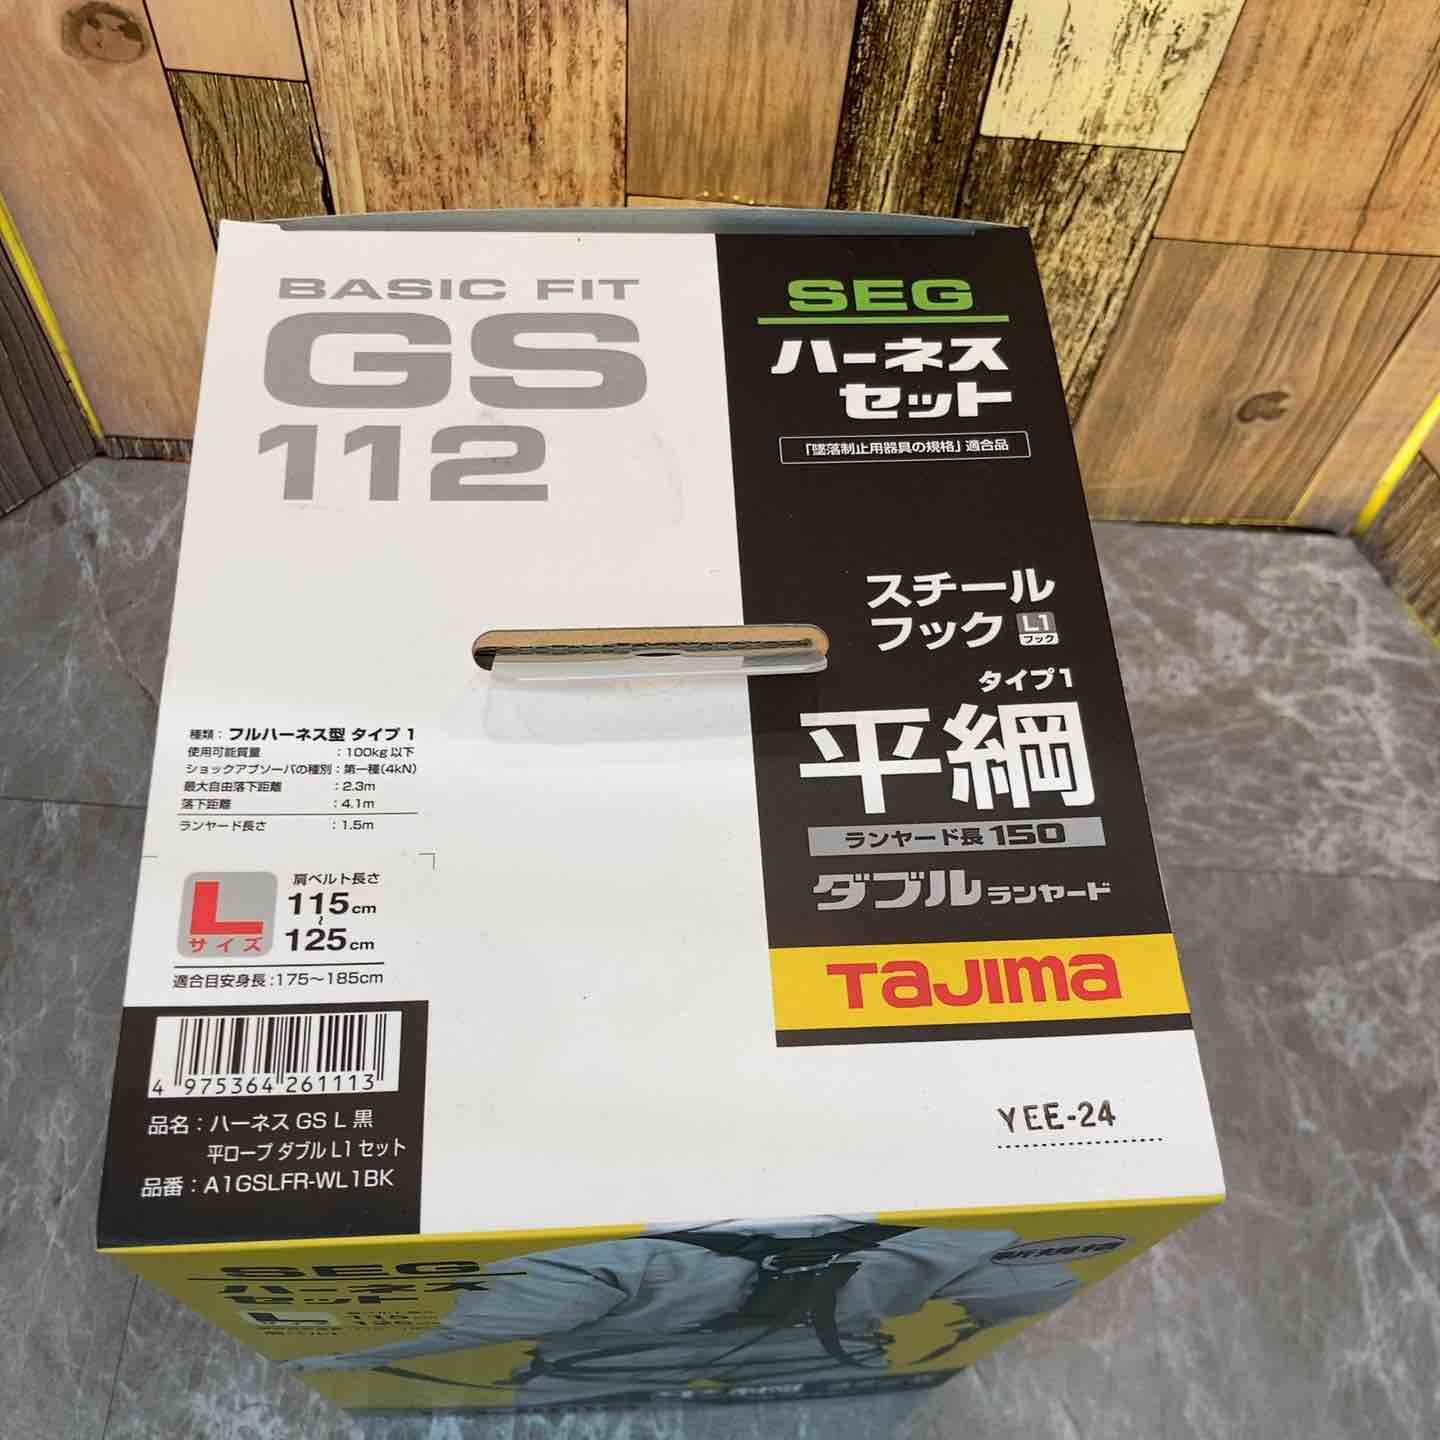 BASIC FIT
GS
112
SEG
ハーネス
セット
「墜落制止用器具の規格」適合品
スチール
フック L1
フック
タイプ1
平綱
ランヤード長 150
ダブル ランヤード
TaJIma
種類：フルハーネス型 タイプ 1
使用可能質量 ：100kg 以下
ショックアブソーバの種別：第一種(4kN)
最大自由落下距離 ：2.3m
落下距離 ：4.1m
ランヤード長さ ：1.5m
L
サイズ
肩ベルト長さ
115cm
~
125cm
適合目安身長：175～185cm
4 975364 261113
品名：ハーネス GS L 黒
平ロープ ダブル L1 セット
品番：A1GSLFR-WL1BK
YEE-24
SEG
ハーネス
セット
L
115cm
125cm
新規格